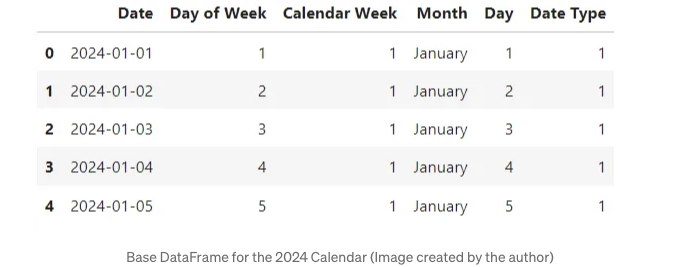 Date Day of Week Calendar Week Month Day Date Type
0 2024-01-01 1 1 January 1 1
1 2024-01-02 2 1 January 2 1
2 2024-01-03 3 1 January 3 1
3 2024-01-04 4 1 January 4 1
4 2024-01-05 5 1 January 5 1
Base DataFrame for the 2024 Calendar (Image created by the author)